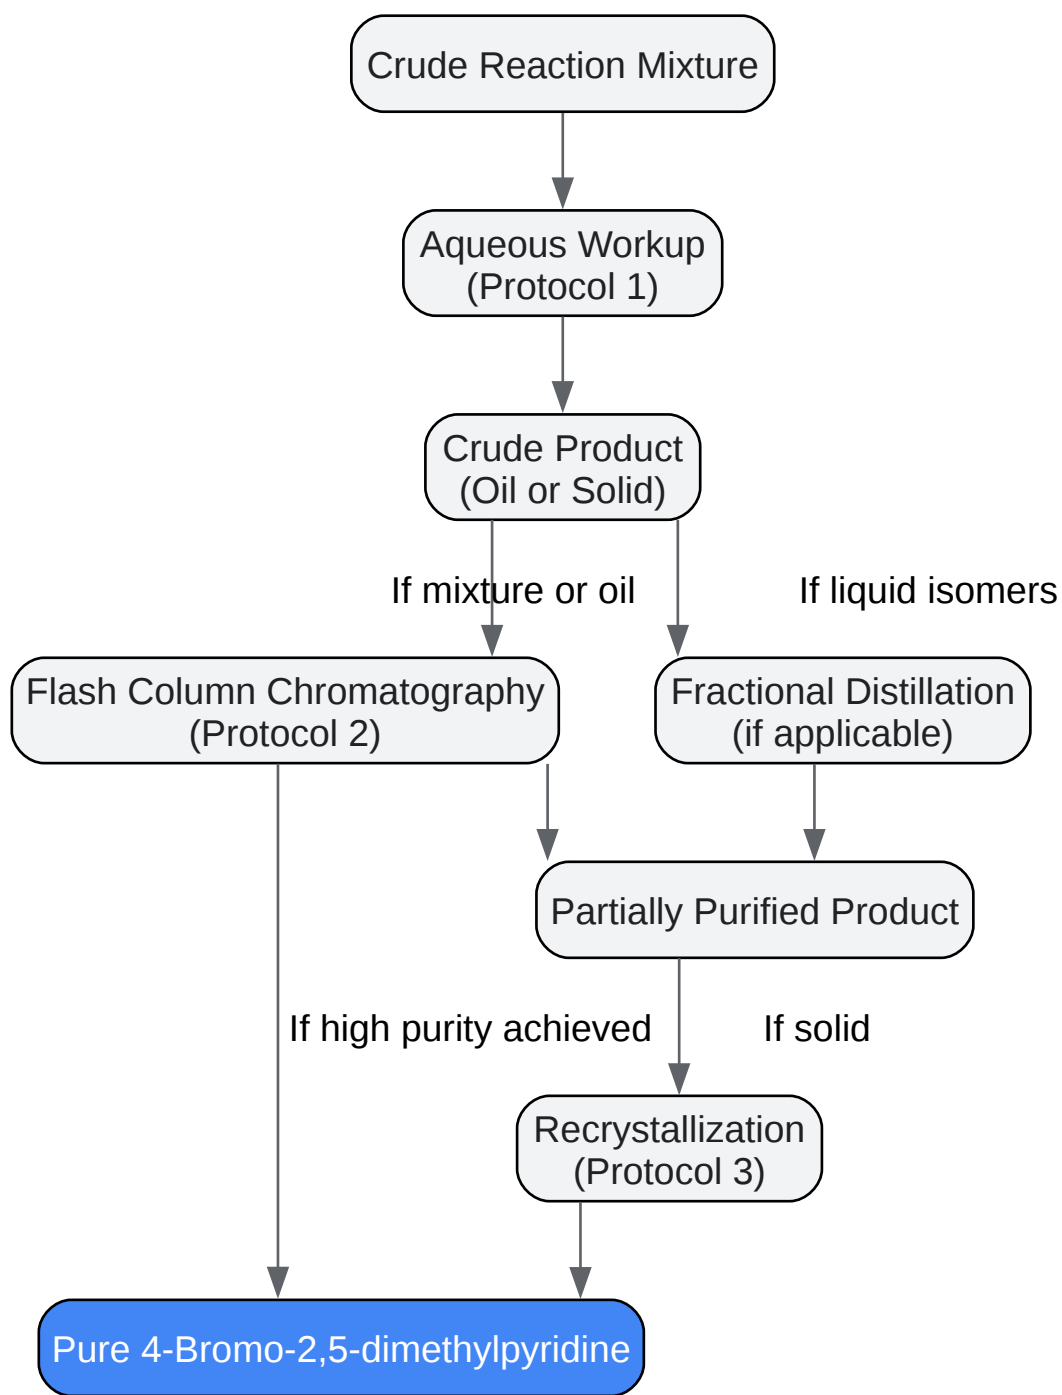 Crude Reaction Mixture
Aqueous Workup
(Protocol 1)
Crude Product
(Oil or Solid)
If mixture or oil
If liquid isomers
Flash Column Chromatography
(Protocol 2)
Fractional Distillation
(if applicable)
Partially Purified Product
If high purity achieved
If solid
Recrystallization
(Protocol 3)
Pure 4-Bromo-2,5-dimethylpyridine